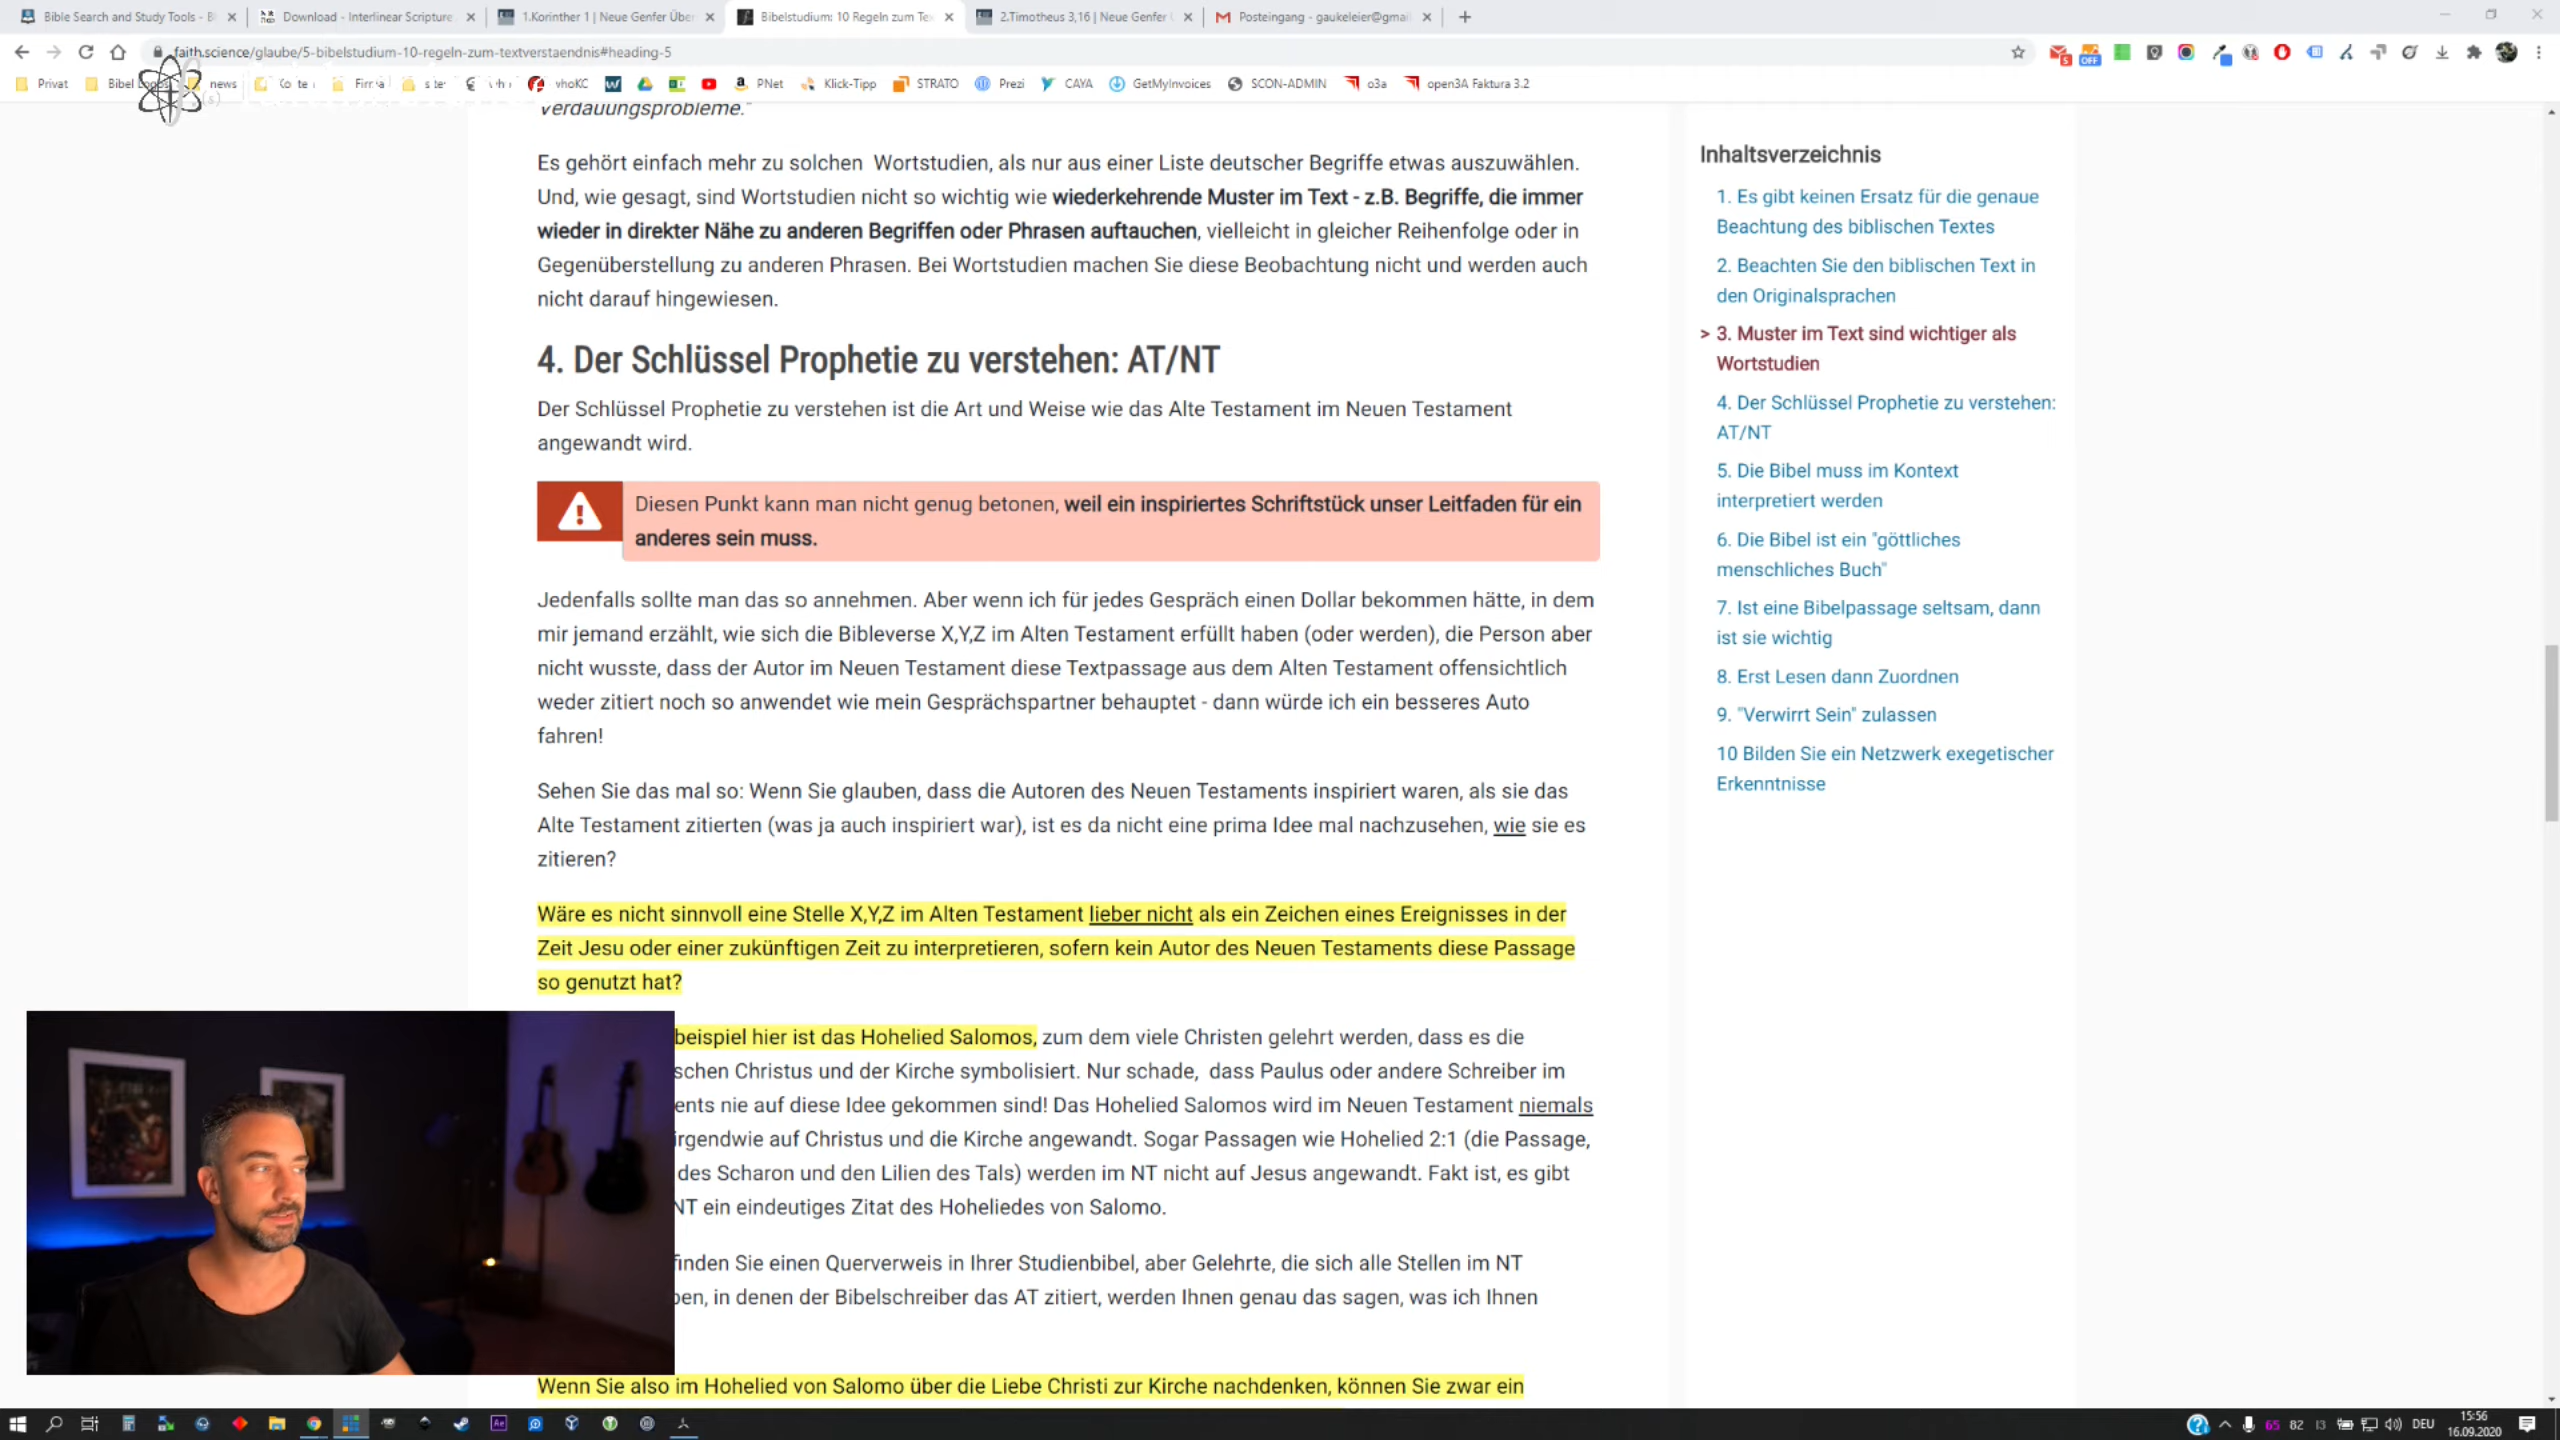 Bible Search and Study Tools - Bl
Download - Interlinear Scripture
1.Korinther 1 | Neue Genfer Über
Bibelstudium: 10 Regeln zum Te
2.Timotheus 3,16 | Neue Genfer
Posteingang - gaukeleier@gmai
faith.science/glaube/5-bibelstudium-10-regeln-zum-textverstaendnis#heading-5
Privat
Bibel Logos
news
vhoKC
PNet
Klick-Tipp
STRATO
Prezi
CAYA
GetMyInvoices
SCON-ADMIN
o3a
open3A Faktura 3.2
Verdauungsprobleme."
Es gehört einfach mehr zu solchen Wortstudien, als nur aus einer Liste deutscher Begriffe etwas auszuwählen.
Und, wie gesagt, sind Wortstudien nicht so wichtig wie wiederkehrende Muster im Text - z.B. Begriffe, die immer
wieder in direkter Nähe zu anderen Begriffen oder Phrasen auftauchen, vielleicht in gleicher Reihenfolge oder in
Gegenüberstellung zu anderen Phrasen. Bei Wortstudien machen Sie diese Beobachtung nicht und werden auch
nicht darauf hingewiesen.
4. Der Schlüssel Prophetie zu verstehen: AT/NT
Der Schlüssel Prophetie zu verstehen ist die Art und Weise wie das Alte Testament im Neuen Testament
angewandt wird.
Diesen Punkt kann man nicht genug betonen, weil ein inspiriertes Schriftstück unser Leitfaden für ein
anderes sein muss.
Jedenfalls sollte man das so annehmen. Aber wenn ich für jedes Gespräch einen Dollar bekommen hätte, in dem
mir jemand erzählt, wie sich die Bibleverse X,Y,Z im Alten Testament erfüllt haben (oder werden), die Person aber
nicht wusste, dass der Autor im Neuen Testament diese Textpassage aus dem Alten Testament offensichtlich
weder zitiert noch so anwendet wie mein Gesprächspartner behauptet - dann würde ich ein besseres Auto
fahren!
Sehen Sie das mal so: Wenn Sie glauben, dass die Autoren des Neuen Testaments inspiriert waren, als sie das
Alte Testament zitierten (was ja auch inspiriert war), ist es da nicht eine prima Idee mal nachzusehen, wie sie es
zitieren?
Wäre es nicht sinnvoll eine Stelle X,Y,Z im Alten Testament lieber nicht als ein Zeichen eines Ereignisses in der
Zeit Jesu oder einer zukünftigen Zeit zu interpretieren, sofern kein Autor des Neuen Testaments diese Passage
so genutzt hat?
beispiel hier ist das Hohelied Salomos, zum dem viele Christen gelehrt werden, dass es die
schen Christus und der Kirche symbolisiert. Nur schade, dass Paulus oder andere Schreiber im
ents nie auf diese Idee gekommen sind! Das Hohelied Salomos wird im Neuen Testament niemals
irgendwie auf Christus und die Kirche angewandt. Sogar Passagen wie Hohelied 2:1 (die Passage,
des Scharon und den Lilien des Tals) werden im NT nicht auf Jesus angewandt. Fakt ist, es gibt
NT ein eindeutiges Zitat des Hoheliedes von Salomo.
finden Sie einen Querverweis in Ihrer Studienbibel, aber Gelehrte, die sich alle Stellen im NT
ben, in denen der Bibelschreiber das AT zitiert, werden Ihnen genau das sagen, was ich Ihnen
Wenn Sie also im Hohelied von Salomo über die Liebe Christi zur Kirche nachdenken, können Sie zwar ein
Inhaltsverzeichnis
1. Es gibt keinen Ersatz für die genaue
Beachtung des biblischen Textes
2. Beachten Sie den biblischen Text in
den Originalsprachen
> 3. Muster im Text sind wichtiger als
Wortstudien
4. Der Schlüssel Prophetie zu verstehen:
AT/NT
5. Die Bibel muss im Kontext
interpretiert werden
6. Die Bibel ist ein "göttliches
menschliches Buch"
7. Ist eine Bibelpassage seltsam, dann
ist sie wichtig
8. Erst Lesen dann Zuordnen
9. "Verwirrt Sein" zulassen
10 Bilden Sie ein Netzwerk exegetischer
Erkenntnisse
65 82 13 DEU
15:56
16.09.2020